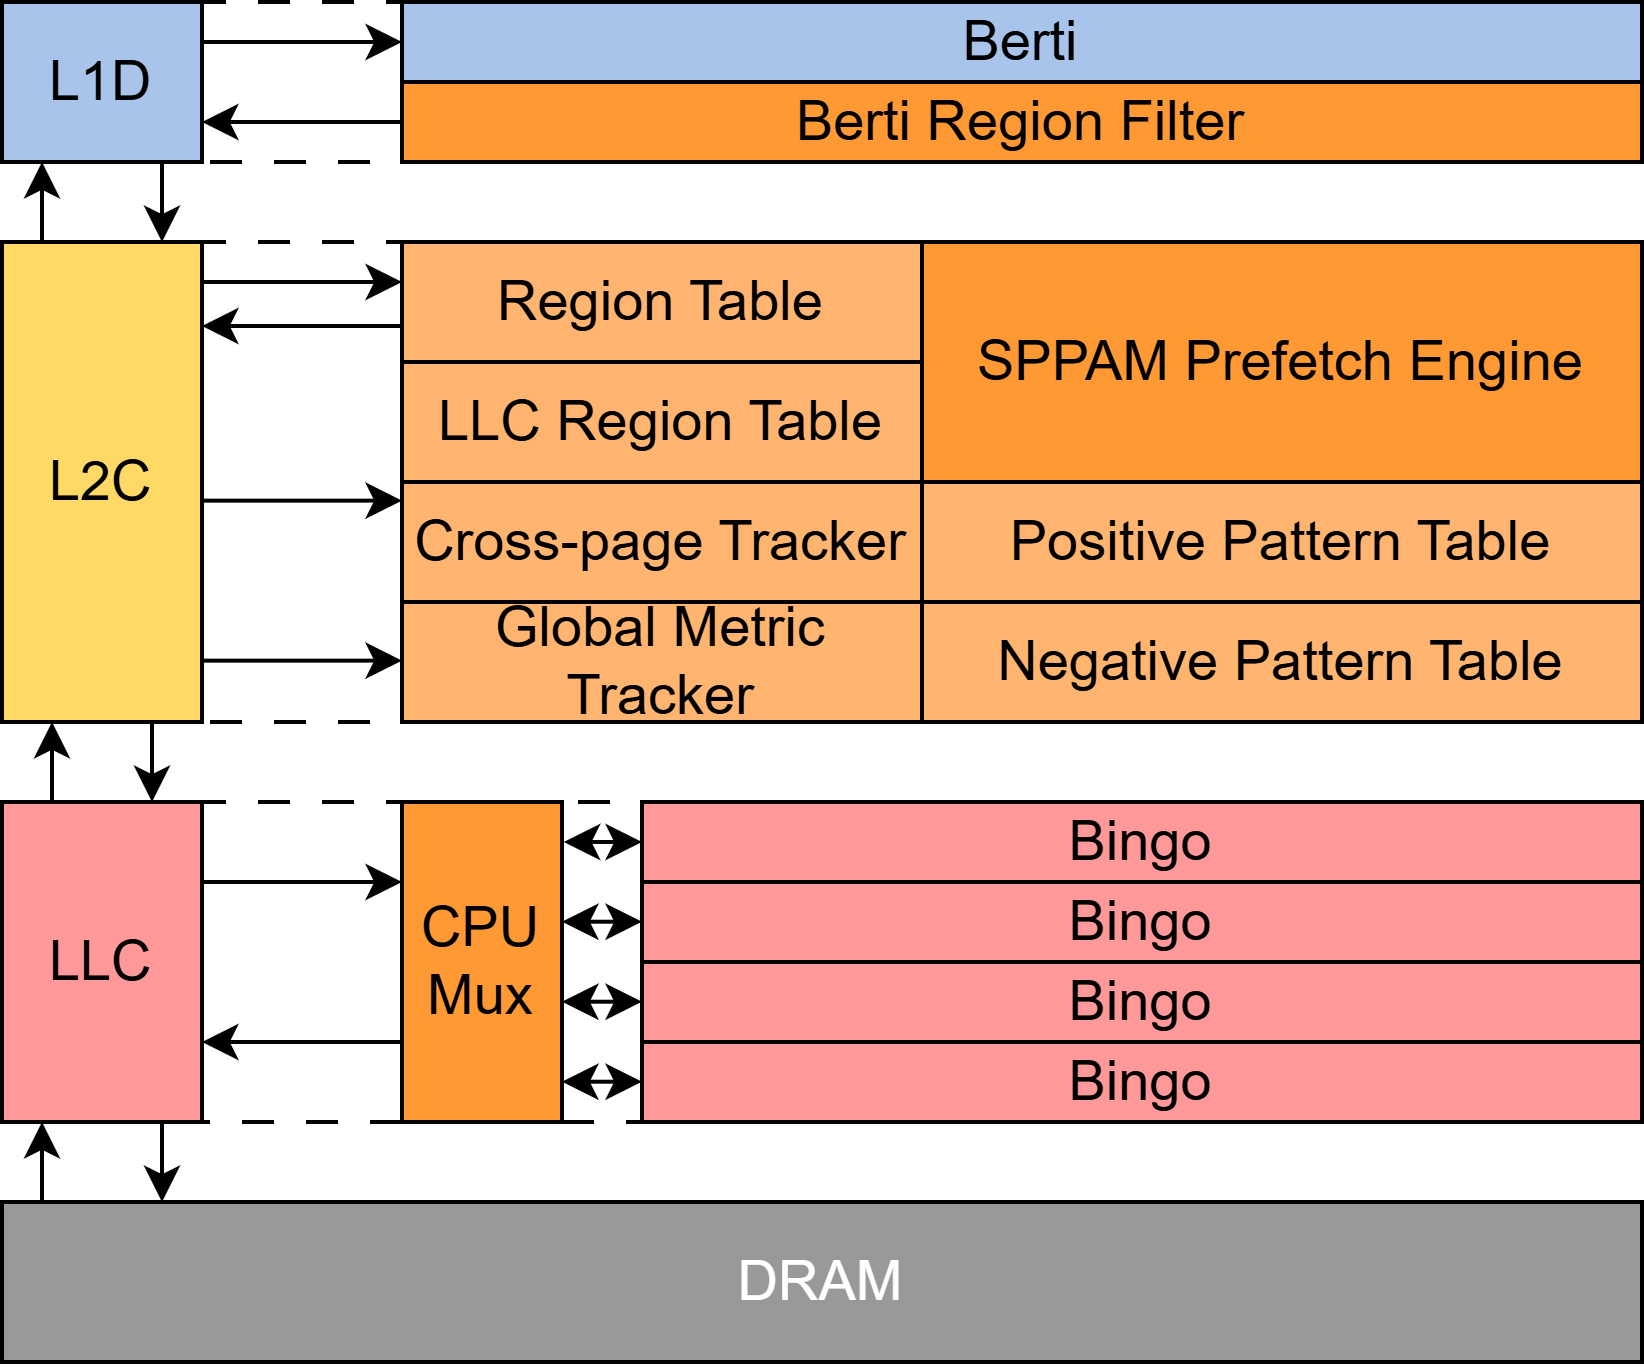 L1D
Berti
Berti Region Filter
L2C
Region Table
LLC Region Table
Cross-page Tracker
Global Metric
Tracker
SPPAM Prefetch Engine
Positive Pattern Table
Negative Pattern Table
LLC
CPU
Mux
Bingo
Bingo
Bingo
Bingo
DRAM